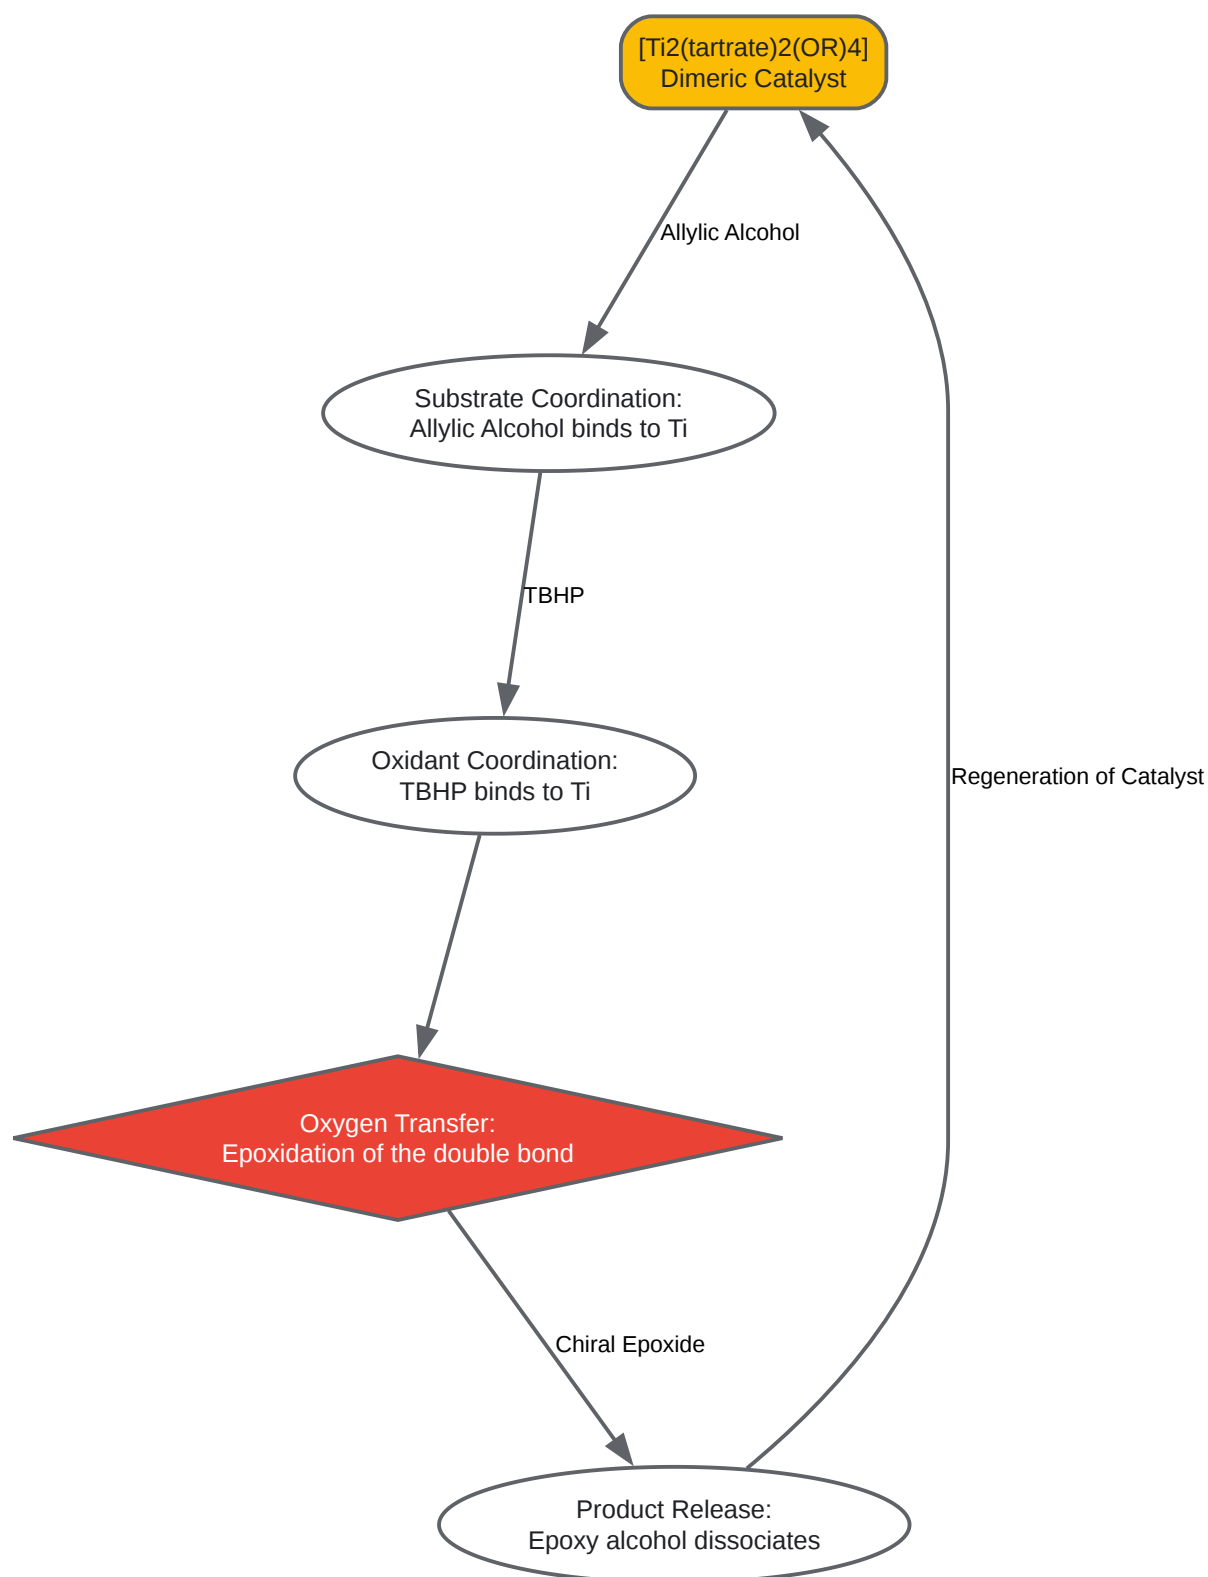 [Ti2(tartrate)2(OR)4]
Dimeric Catalyst
Allylic Alcohol
Substrate Coordination:
Allylic Alcohol binds to Ti
TBHP
Oxidant Coordination:
TBHP binds to Ti
Regeneration of Catalyst
Oxygen Transfer:
Epoxidation of the double bond
Chiral Epoxide
Product Release:
Epoxy alcohol dissociates